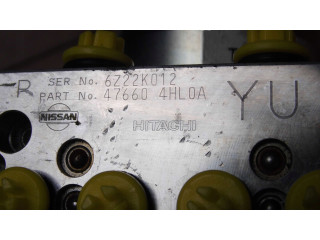 R
SER No. 6Z22K012
PART No. 47660 4HL0A
YU
NISSAN
HITACHI